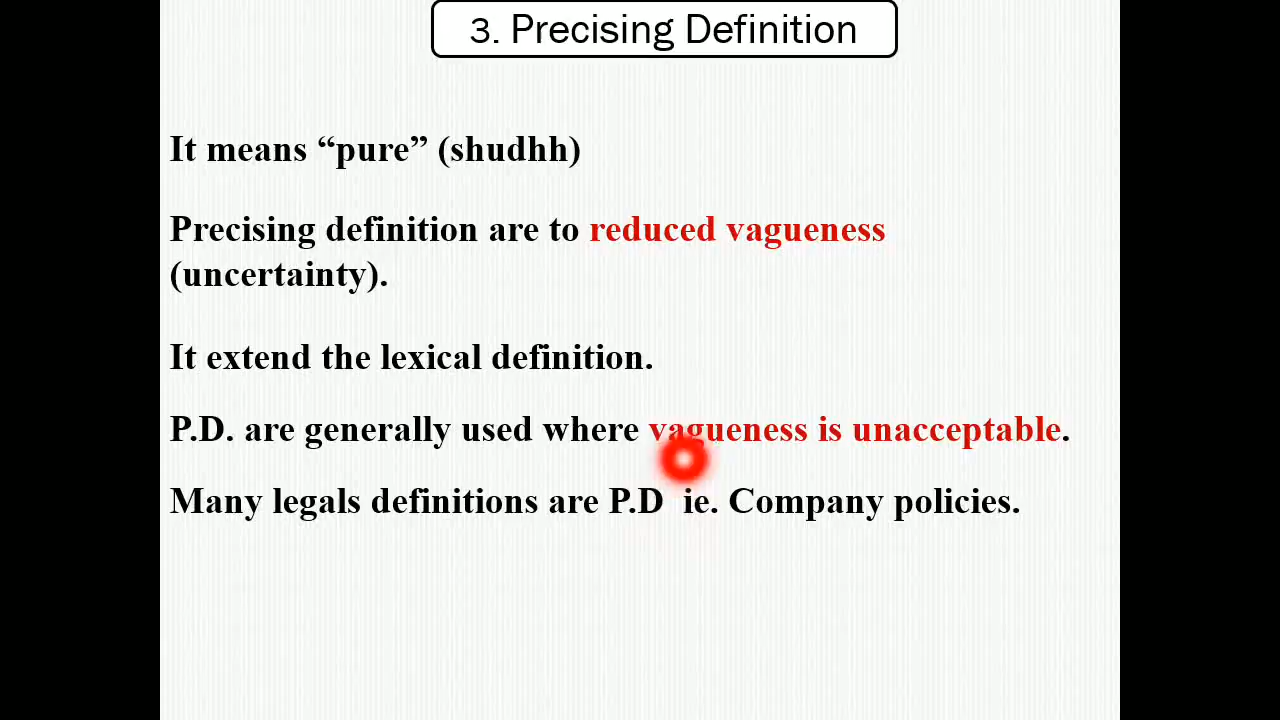 3. Precising Definition
It means “pure” (shudhh)
Precising definition are to reduced vagueness
(uncertainty).
It extend the lexical definition.
P.D. are generally used where vagueness is unacceptable.
Many legals definitions are P.D  ie. Company policies.